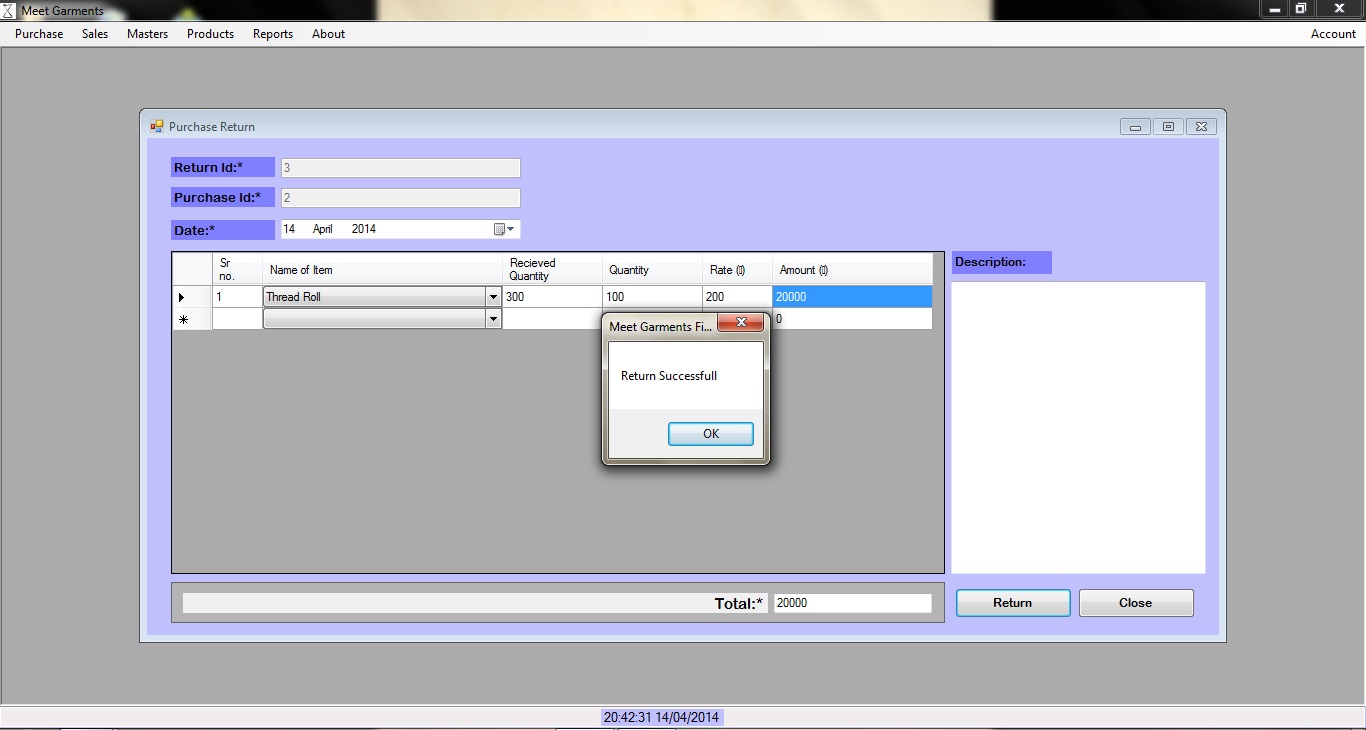 Meet Garments
Purchase Sales Masters Products Reports About Account
Purchase Return
Return Id:* 3
Purchase Id:* 2
Date:* 14 April 2014
Sr no. Name of Item Recieved Quantity Quantity Rate (▯) Amount (▯)
1 Thread Roll 300 100 200 20000
0
Description:
Meet Garments Fi...
Return Successfull
OK
Total:* 20000
Return Close
20:42:31 14/04/2014